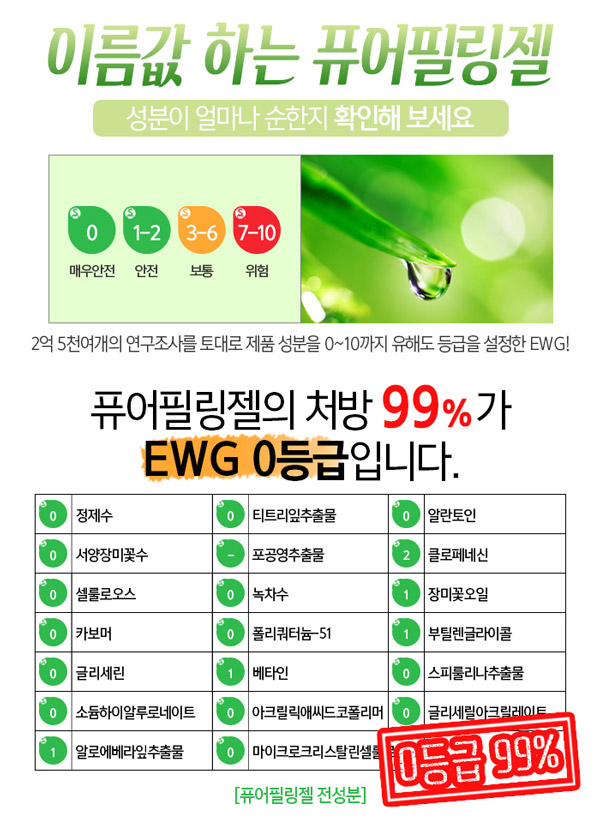 이름값 하는 퓨어필링젤
성분이 얼마나 순한지 확인해 보세요
0 1-2 3-6 7-10
매우안전 안전 보통 위험
2억 5천여개의 연구조사를 토대로 제품 성분을 0~10까지 유해도 등급을 설정한 EWG!
퓨어필링젤의 처방 99%가
EWG 0등급입니다.
0 정제수 0 티트리잎추출물 0 알란토인
0 서양장미꽃수 - 포공영추출물 2 클로페네신
0 셀룰로오스 0 녹차수 1 장미꽃오일
0 카보머 0 폴리쿼터늄-51 1 부틸렌글라이콜
0 글리세린 1 베타인 0 스피룰리나추출물
0 소듐하이알루로네이트 0 아크릴릭애씨드코폴리머 0 글리세릴아크릴레이트
1 알로에베라잎추출물 0 마이크로크리스탈린셀룰
0등급 99%
[퓨어필링젤 전성분]